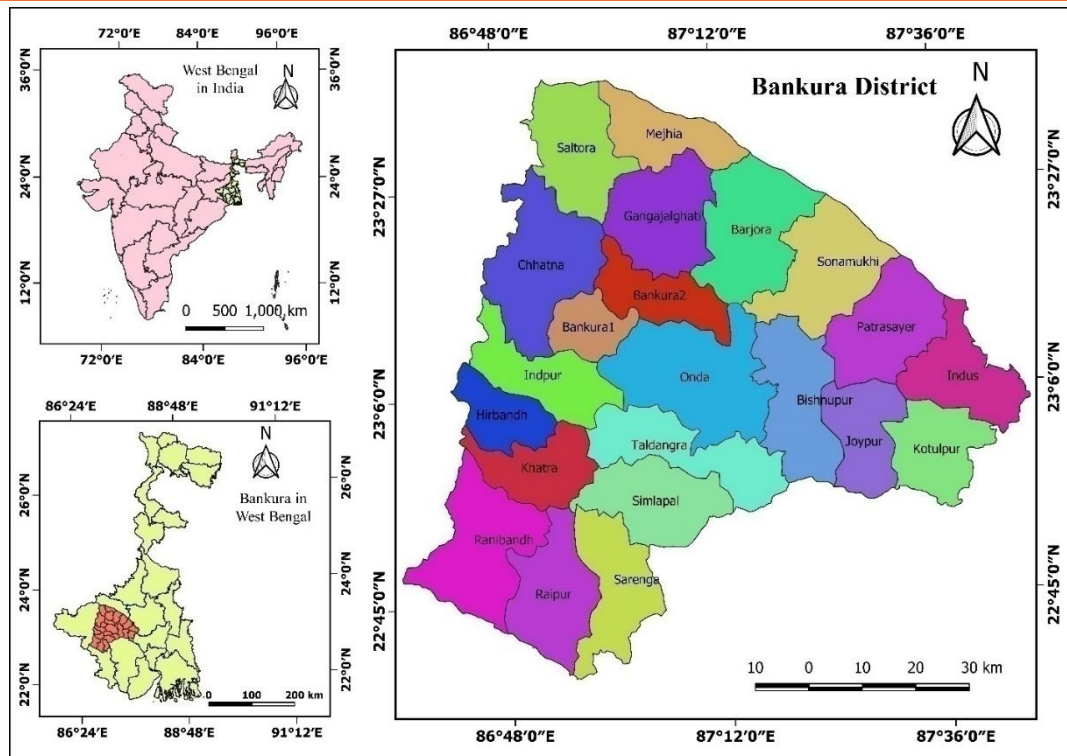 72°0'E 84°0'E 96°0'E
36°0'N
24°0'N
12°0'N
West Bengal
in India
N
36°0'N
24°0'N
12°0'N
0 500 1,000 km
72°0'E 84°0'E 96°0'E
86°24'E 88°48'E 91°12'E
26°0'N
24°0'N
22°0'N
N
Bankura in
West Bengal
26°0'N
24°0'N
22°0'N
0 100 200 km
86°24'E 88°48'E 91°12'E
86°48'0"E 87°12'0"E 87°36'0"E
23°27'0"N
23°6'0"N
22°45'0"N
Bankura District
N
23°27'0"N
23°6'0"N
22°45'0"N
Mejhia
Saltora
Gangajalghati
Barjora
Sonamukhi
Chhatna
Bankura2
Bankura1
Patrasayer
Indpur
Onda
Indus
Bishnupur
Hirbandh
Taldangra
Joypur
Kotulpur
Khatra
Simlapal
Ranibandh
Raipur
Sarenga
10 0 10 20 30 km
86°48'0"E 87°12'0"E 87°36'0"E